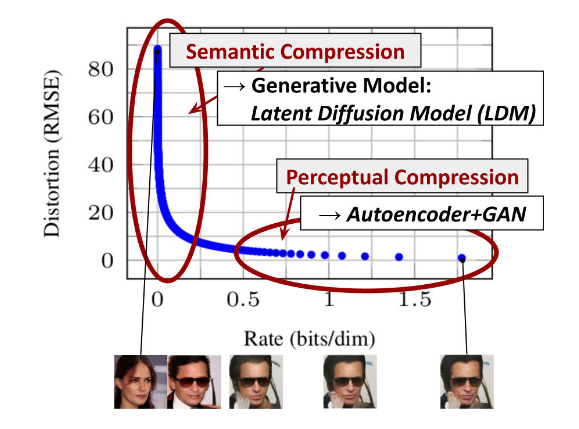 Semantic Compression
→ Generative Model:
Latent Diffusion Model (LDM)
Perceptual Compression
→ Autoencoder+GAN
Distortion (RMSE)
80
60
40
20
0
0
0.5
1
1.5
Rate (bits/dim)